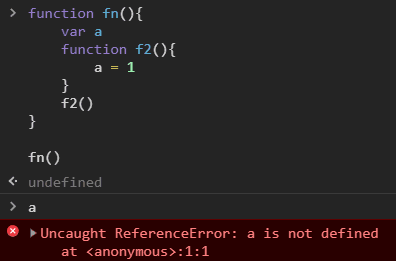 function fn(){
    var a
    function f2(){
        a = 1
    }
    f2()
}

fn()
undefined
a
Uncaught ReferenceError: a is not defined
    at <anonymous>:1:1